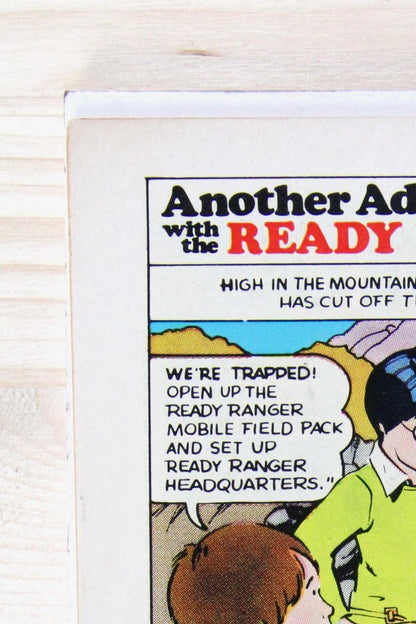 Another Ad
with the READY
HIGH IN THE MOUNTAIN
HAS CUT OFF T
WE'RE TRAPPED!
OPEN UP THE
READY RANGER
MOBILE FIELD PACK
AND SET UP
READY RANGER
HEADQUARTERS."